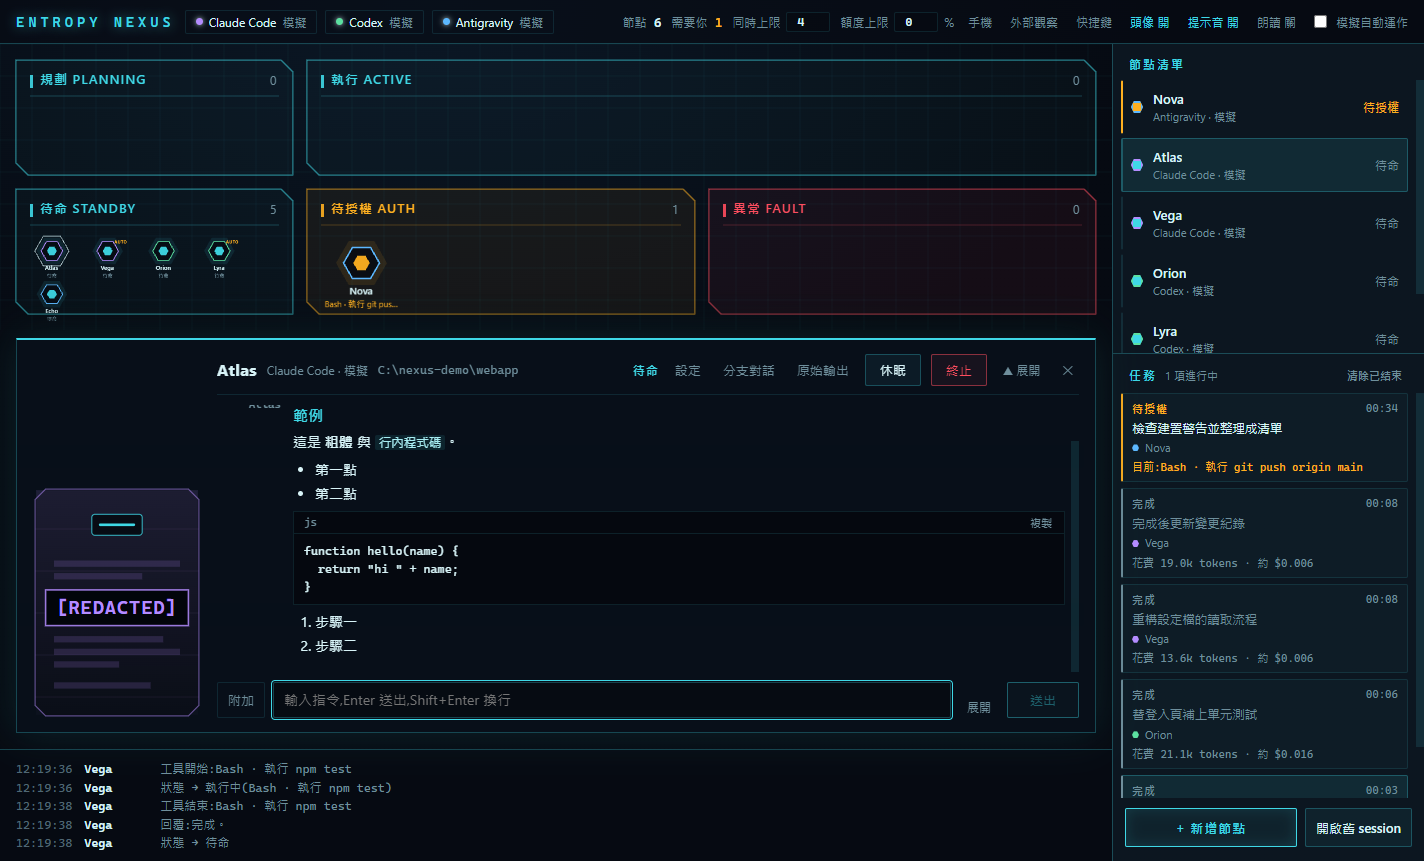 ENTROPY NEXUS Claude Code 模擬 Codex 模擬 Antigravity 模擬 節點 6 需要你 1 同時上限 4 額度上限 0 % 手機 外部觀察 快捷鍵 頭像 開 提示音 開 朗讀 關 模擬自動運作
規劃 PLANNING 0
執行 ACTIVE 0
待命 STANDBY 5
Atlas
待命
Vega
AUTO
待命
Orion
待命
Lyra
AUTO
待命
Echo
待命
待授權 AUTH 1
Nova
Bash · 執行 git pus...
異常 FAULT 0
Atlas Claude Code · 模擬 C:\nexus-demo\webapp 待命 設定 分支對話 原始輸出 休眠 終止 ▲展開 ×
Atlas
範例
這是 粗體 與 行內程式碼 。
• 第一點
• 第二點
js 複製
function hello(name) {
return "hi " + name;
}
1. 步驟一
2. 步驟二
[REDACTED]
附加 輸入指令,Enter 送出,Shift+Enter 換行 展開 送出
12:19:36 Vega 工具開始:Bash · 執行 npm test
12:19:36 Vega 狀態 → 執行中(Bash · 執行 npm test)
12:19:38 Vega 工具結束:Bash · 執行 npm test
12:19:38 Vega 回覆:完成。
12:19:38 Vega 狀態 → 待命
節點清單
Nova
Antigravity · 模擬
待授權
Atlas
Claude Code · 模擬
待命
Vega
Claude Code · 模擬
待命
Orion
Codex · 模擬
待命
Lyra
Codex · 模擬
待命
任務 1 項進行中 清除已結束
待授權 00:34
檢查建置警告並整理成清單
Nova
目前:Bash · 執行 git push origin main
完成 00:08
完成後更新變更紀錄
Vega
花費 19.0k tokens · 約 $0.006
完成 00:08
重構設定檔的讀取流程
Vega
花費 13.6k tokens · 約 $0.006
完成 00:06
替登入頁補上單元測試
Orion
花費 21.1k tokens · 約 $0.016
完成 00:03
+ 新增節點 開啟舊 session